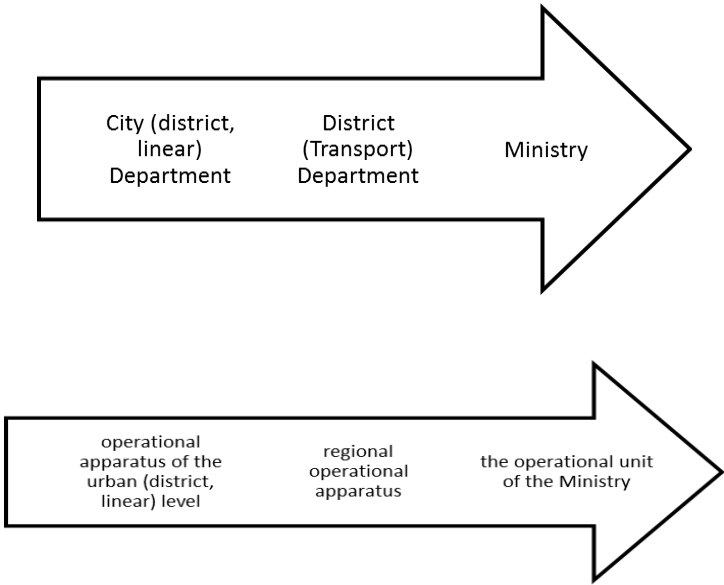 City (district,
linear)
Department
District
(Transport)
Department
Ministry
operational
apparatus of the
urban (district,
linear) level
regional
operational
apparatus
the operational unit
of the Ministry